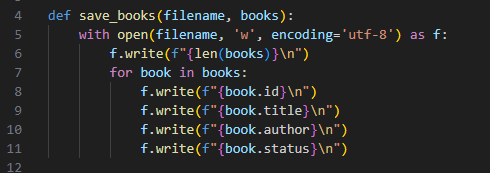 4 def save_books(filename, books):
5     with open(filename, 'w', encoding='utf-8') as f:
6         f.write(f"{len(books)}\n")
7         for book in books:
8             f.write(f"{book.id}\n")
9             f.write(f"{book.title}\n")
10             f.write(f"{book.author}\n")
11             f.write(f"{book.status}\n")
12